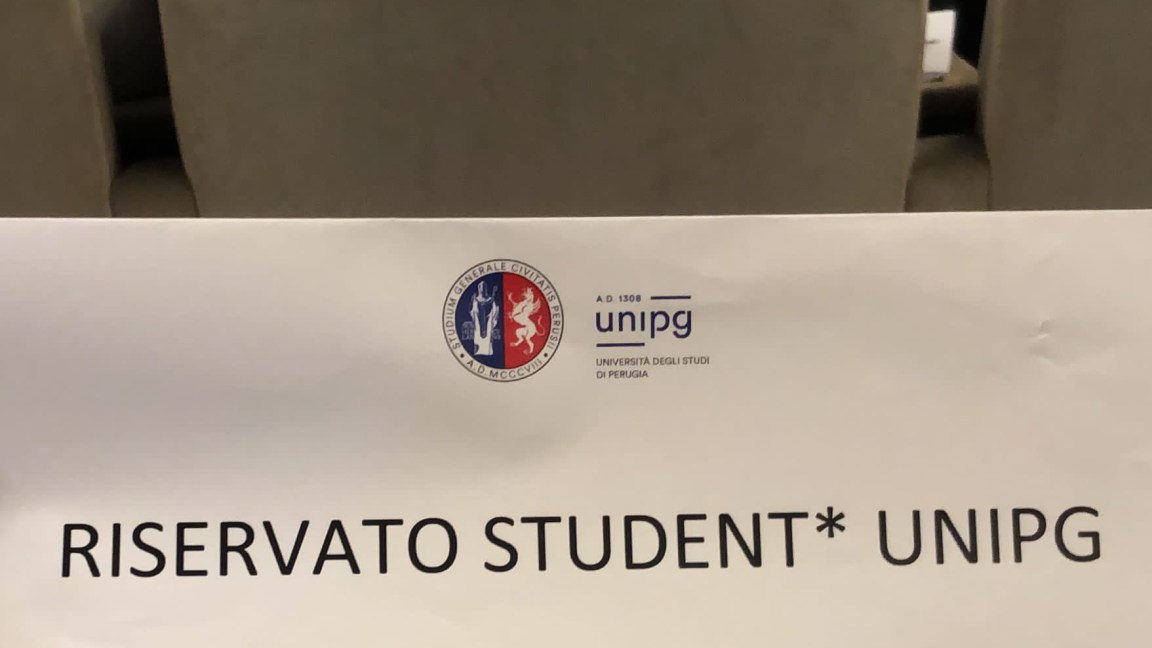 STUDIUM GENERALE CIVITATIS PERUSII
• A.D. MCCCVIII •
A.D. 1308
unipg
UNIVERSITÀ DEGLI STUDI
DI PERUGIA
RISERVATO STUDENT* UNIPG